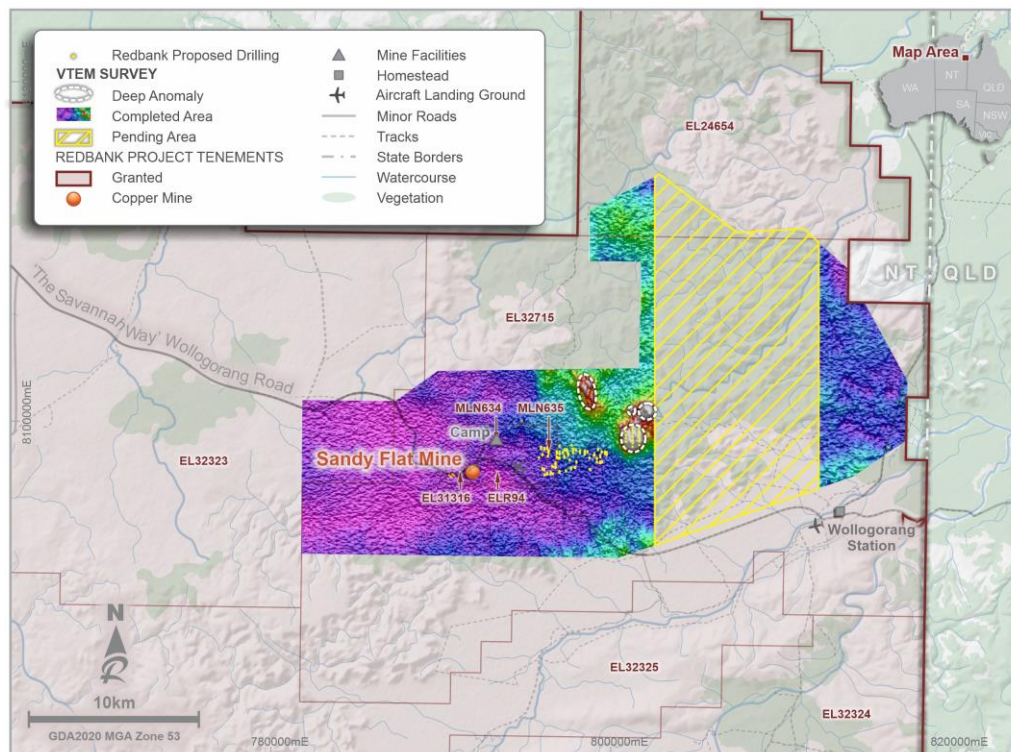 Redbank Proposed Drilling
VTEM SURVEY
Deep Anomaly
Completed Area
Pending Area
REDBANK PROJECT TENEMENTS
Granted
Copper Mine
Mine Facilities
Homestead
Aircraft Landing Ground
Minor Roads
Tracks
State Borders
Watercourse
Vegetation
Map Area
WA
NT
QLD
SA
NSW
VIC
EL24654
NT
QLD
EL32715
'The Savannah Way' Wollogorang Road
8100000mE
MLN634
MLN635
Camp
EL32323
Sandy Flat Mine
EL31316
ELR94
Wollogorang
Station
N
10km
GDA2020 MGA Zone 53
EL32325
EL32324
780000mE
800000mE
820000mE